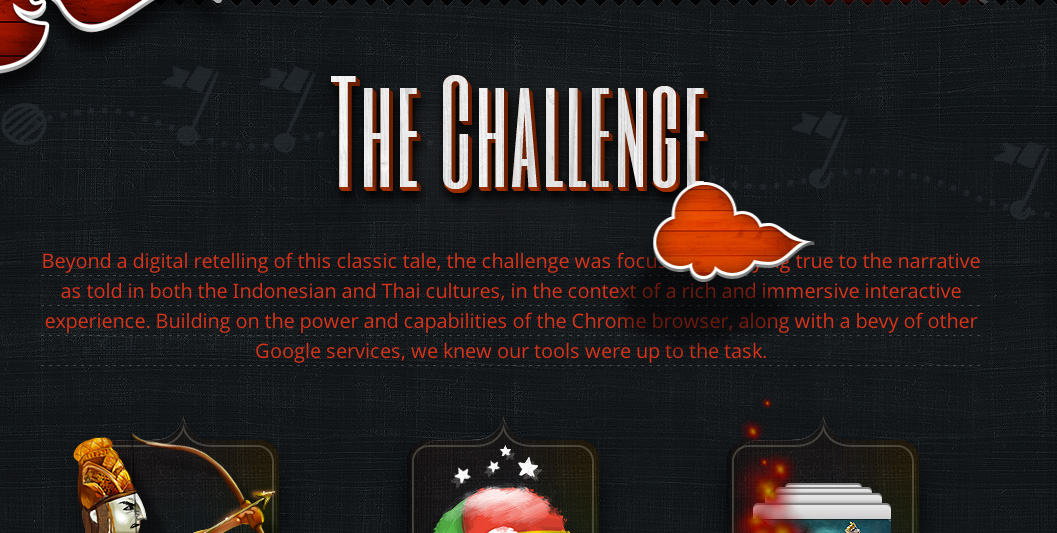 THE CHALLENGE
Beyond a digital retelling of this classic tale, the challenge was true to the narrative
as told in both the Indonesian and Thai cultures, in the context of a rich and immersive interactive
experience. Building on the power and capabilities of the Chrome browser, along with a bevy of other
Google services, we knew our tools were up to the task.